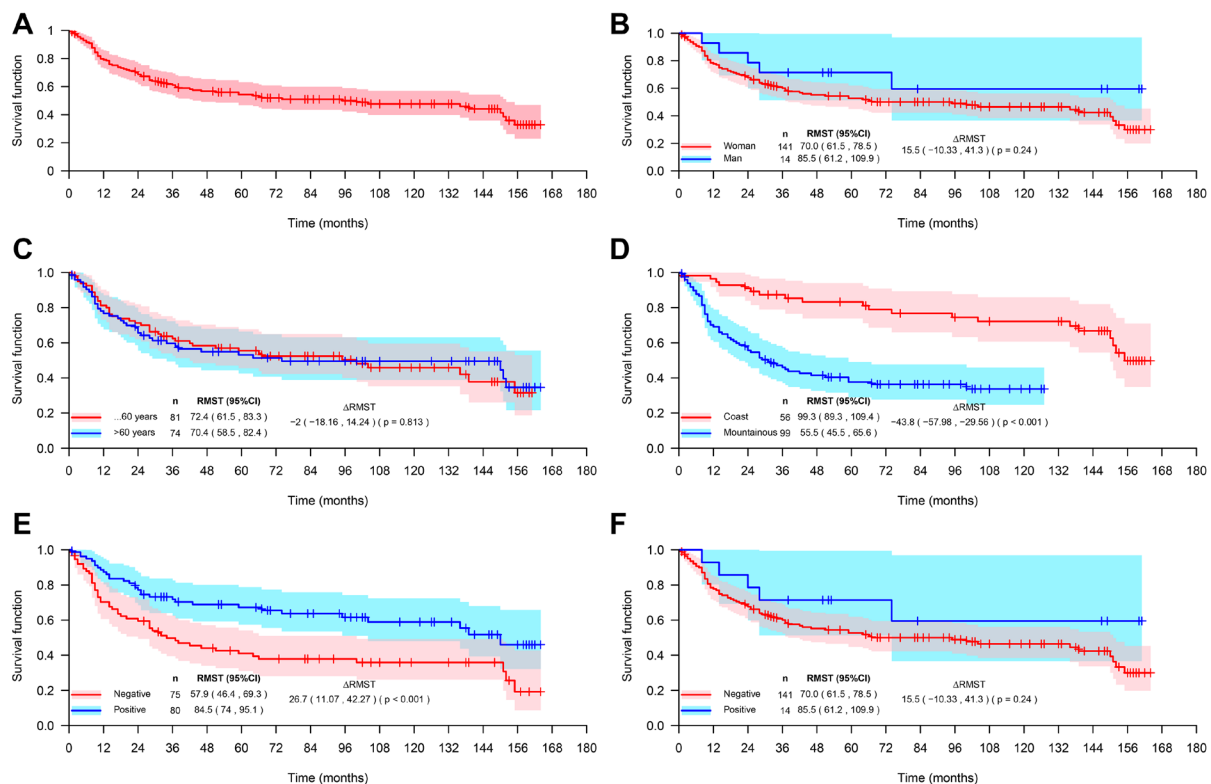 A
Survival function
1
0.8
0.6
0.4
0.2
0
0 12 24 36 48 60 72 84 96 108 120 132 144 156 168 180
Time (months)
B
Survival function
1.0
0.8
0.6
0.4
0.2
0.0
n RMST (95%CI) ΔRMST
Woman 141 70.0 ( 61.5 , 78.5)
15.5 ( −10.33 , 41.3) ( p = 0.24)
Man 14 85.5 ( 61.2 , 109.9)
0 12 24 36 48 60 72 84 96 108 120 132 144 156 168 180
Time (months)
C
Survival function
1.0
0.8
0.6
0.4
0.2
0.0
n RMST (95%CI) ΔRMST
...60 years 81 72.4 ( 61.5 , 83.3)
−2 ( −18.16 , 14.24) ( p = 0.813)
>60 years 74 70.4 ( 58.5 , 82.4)
0 12 24 36 48 60 72 84 96 108 120 132 144 156 168 180
Time (months)
D
Survival function
1.0
0.8
0.6
0.4
0.2
0.0
n RMST (95%CI) ΔRMST
Coast 56 99.3 ( 89.3 , 109.4)
−43.8 ( −57.98 , −29.56) ( p < 0.001)
Mountainous 99 55.5 ( 45.5 , 65.6)
0 12 24 36 48 60 72 84 96 108 120 132 144 156 168 180
Time (months)
E
Survival function
1.0
0.8
0.6
0.4
0.2
0.0
n RMST (95%CI) ΔRMST
Negative 75 57.9 ( 46.4 , 69.3)
26.7 ( 11.07 , 42.27) ( p < 0.001)
Positive 80 84.5 ( 74 , 95.1)
0 12 24 36 48 60 72 84 96 108 120 132 144 156 168 180
Time (months)
F
Survival function
1.0
0.8
0.6
0.4
0.2
0.0
n RMST (95%CI) ΔRMST
Negative 141 70.0 ( 61.5 , 78.5)
15.5 ( −10.33 , 41.3) ( p = 0.24)
Positive 14 85.5 ( 61.2 , 109.9)
0 12 24 36 48 60 72 84 96 108 120 132 144 156 168 180
Time (months)